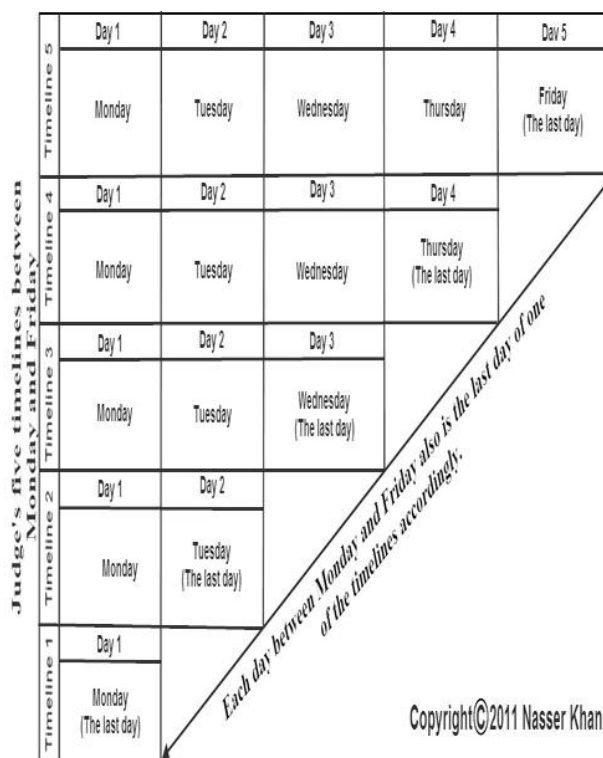 Judge's five timelines between
Monday and Friday
Timeline 5
Day 1 Day 2 Day 3 Day 4 Dav 5
Monday Tuesday Wednesday Thursday Friday
(The last day)
Timeline 4
Day 1 Day 2 Day 3 Day 4
Monday Tuesday Wednesday Thursday
(The last day)
Timeline 3
Day 1 Day 2 Day 3
Monday Tuesday Wednesday
(The last day)
Timeline 2
Day 1 Day 2
Monday Tuesday
(The last day)
Timeline 1
Day 1
Monday
(The last day)
Each day between Monday and Friday also is the last day of one
of the timelines accordingly.
Copyright©2011 Nasser Khan